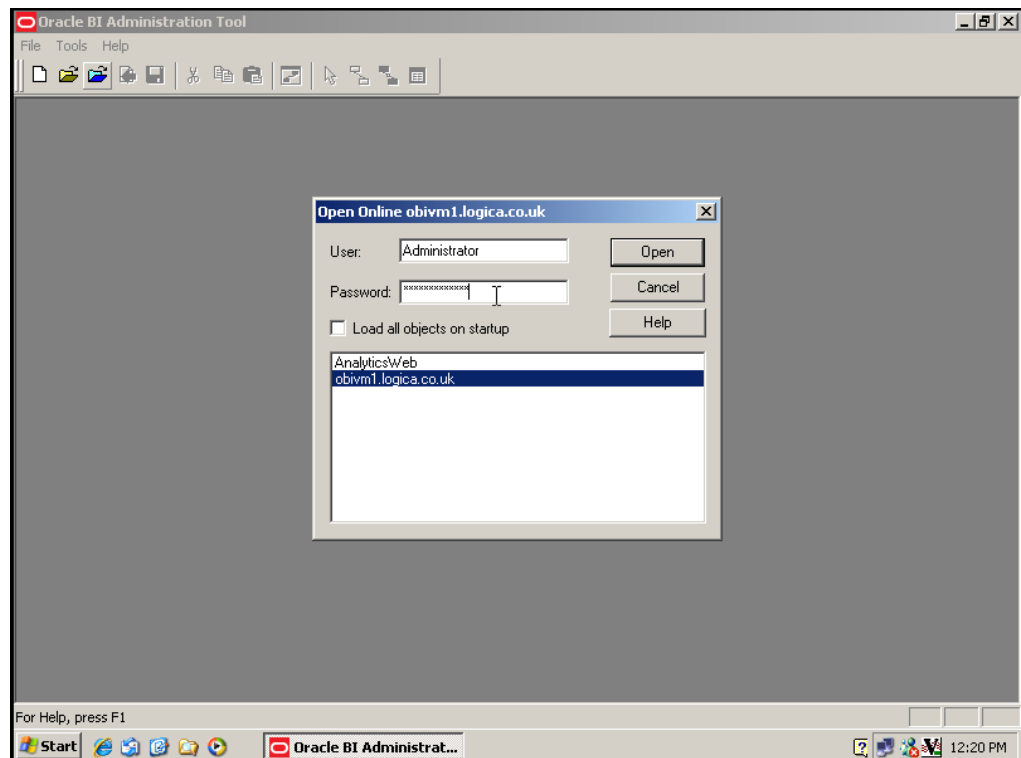 Oracle BI Administration Tool
File Tools Help
Open Online obivm1.logica.co.uk
User: Administrator Open
Password: ************* Cancel
Load all objects on startup Help
AnalyticsWeb
obivm1.logica.co.uk
For Help, press F1
Start Oracle BI Administrat... 12:20 PM